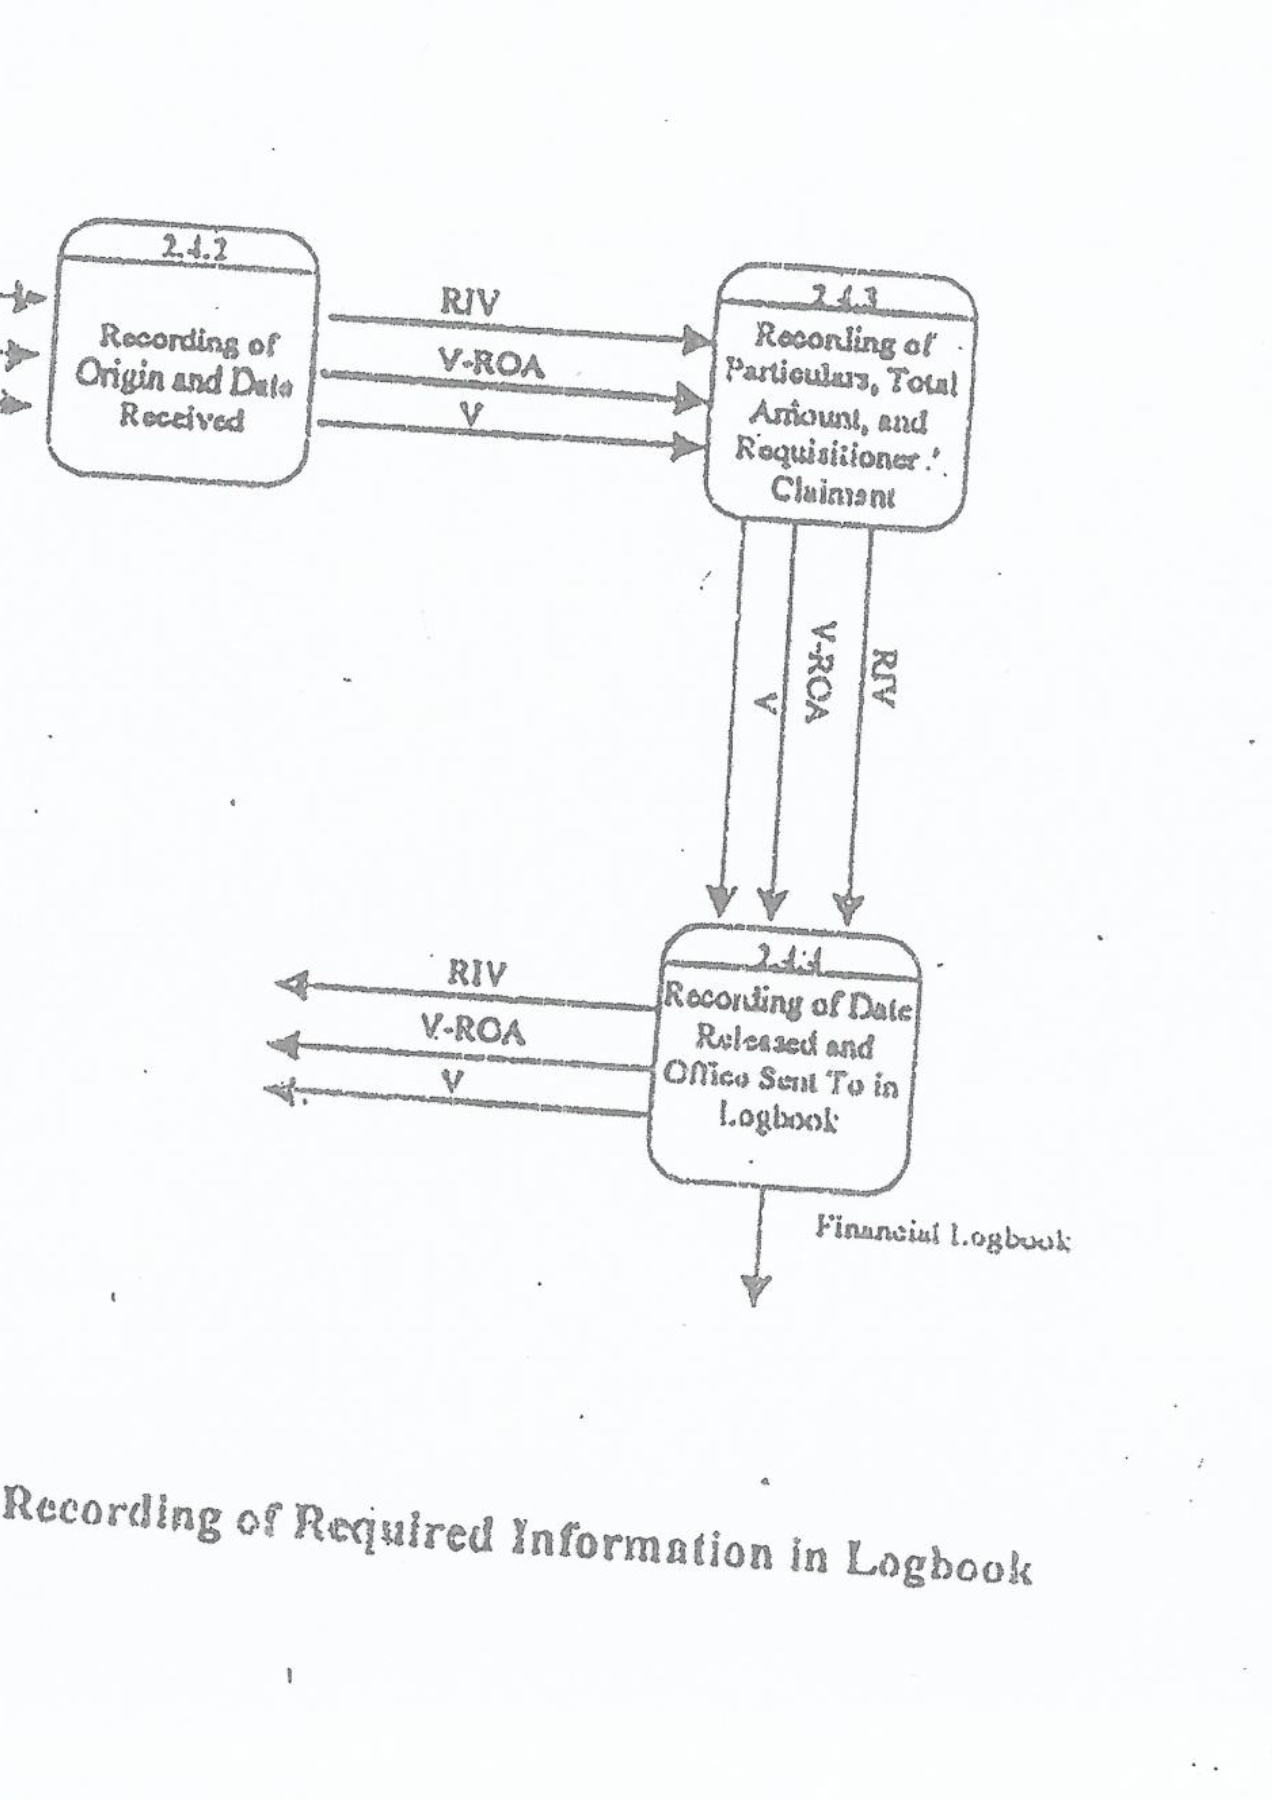 2.4.2
Recording of
Origin and Date
Received
RIV
V-ROA
V
2.4.3
Recording of
Particulars, Total
Amount, and
Requisitioner /
Claimant
V
V-ROA
RIV
2.4.4
Recording of Date
Released and
Office Sent To in
Logbook
RIV
V-ROA
V
Financial Logbook
Recording of Required Information in Logbook